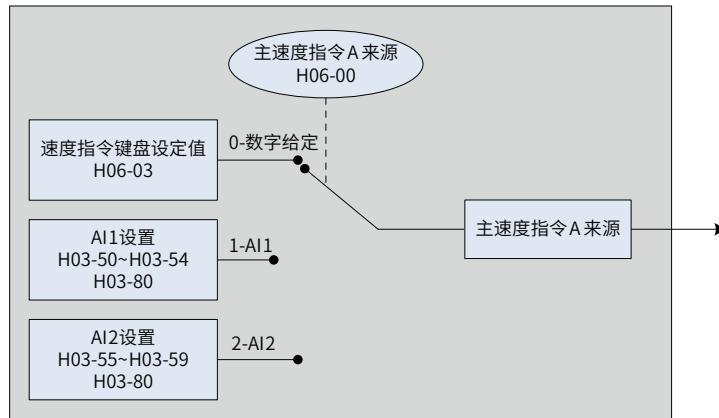 主速度指令A来源
H06-00
速度指令键盘设定值
H06-03
0-数字给定
AI1设置
H03-50~H03-54
H03-80
1-AI1
主速度指令A来源
AI2设置
H03-55~H03-59
H03-80
2-AI2